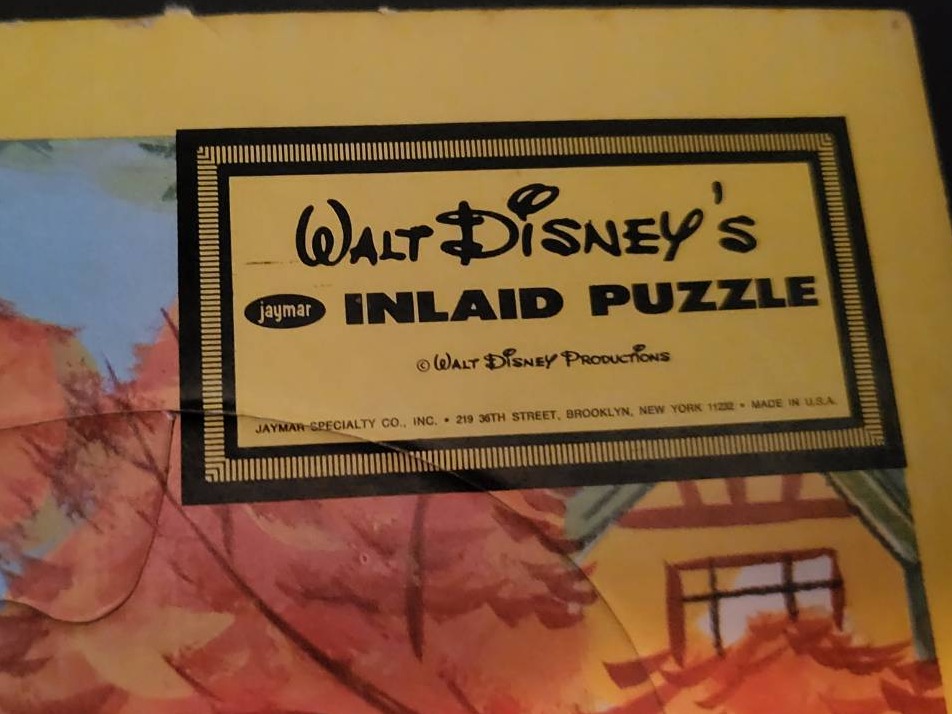 WALT DISNEY'S
jaymar INLAID PUZZLE
© WALT DISNEY PRODUCTIONS
JAYMAR SPECIALTY CO., INC. • 219 36TH STREET, BROOKLYN, NEW YORK 11232 • MADE IN U.S.A.